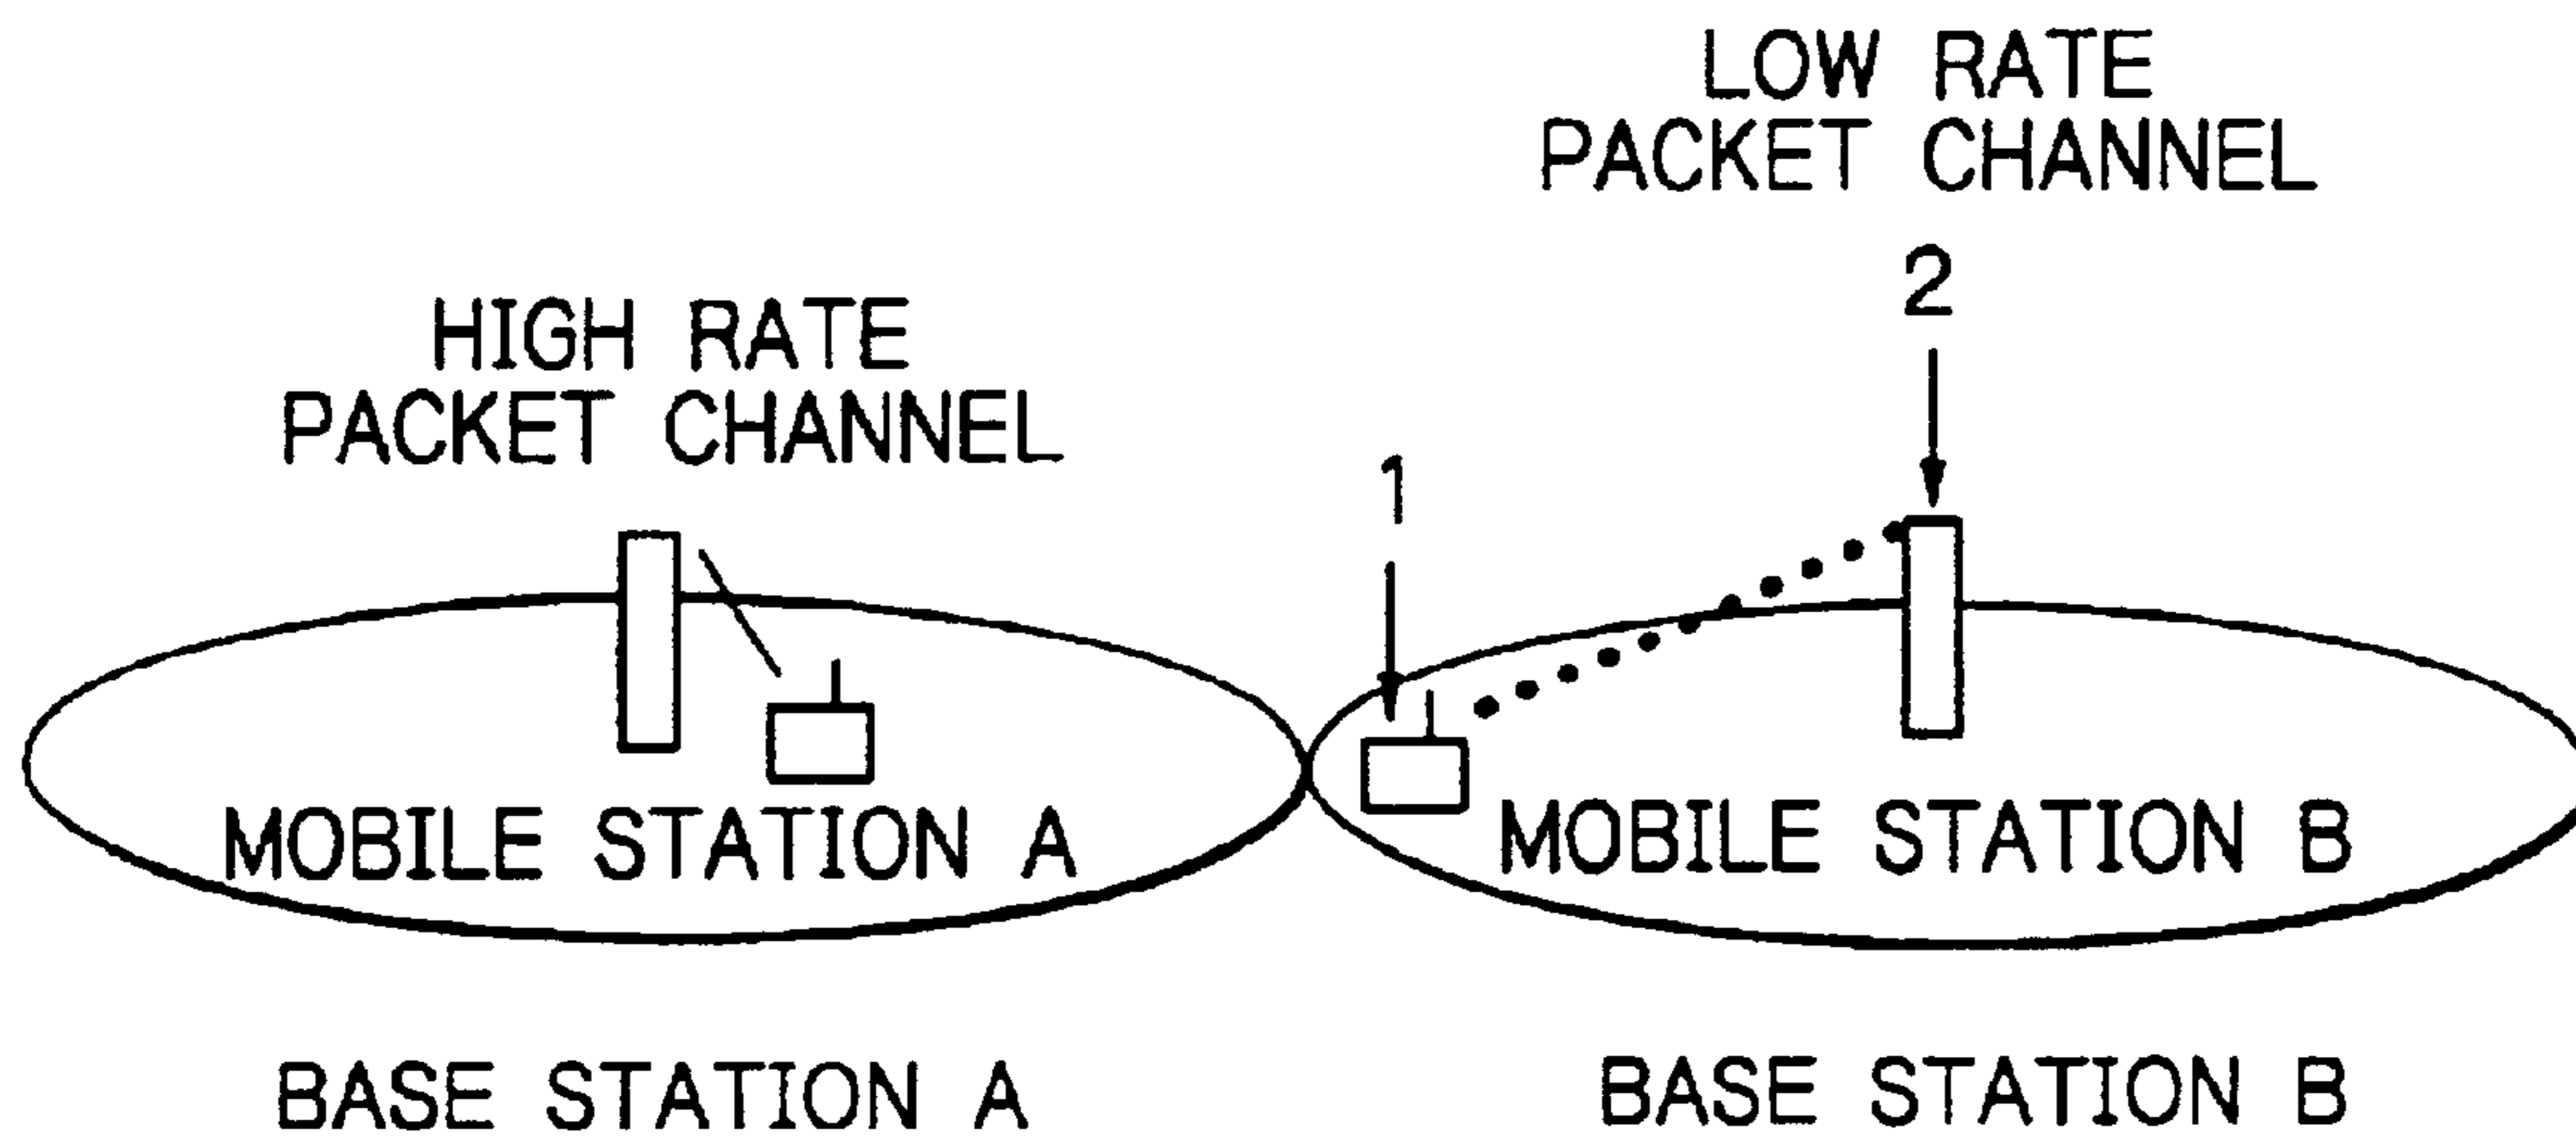 LOW RATE
PACKET CHANNEL
2
HIGH RATE
PACKET CHANNEL
1
MOBILE STATION A
MOBILE STATION B
BASE STATION A
BASE STATION B